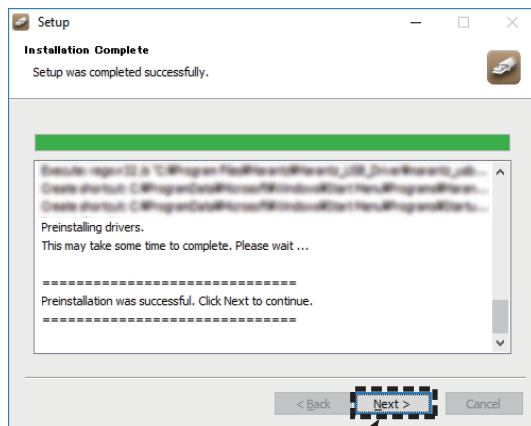 Setup
Installation Complete
Setup was completed successfully.
Preinstalling drivers.
This may take some time to complete. Please wait ...
==============================
Preinstallation was successful. Click Next to continue.
==============================
< Back
Next >
Cancel